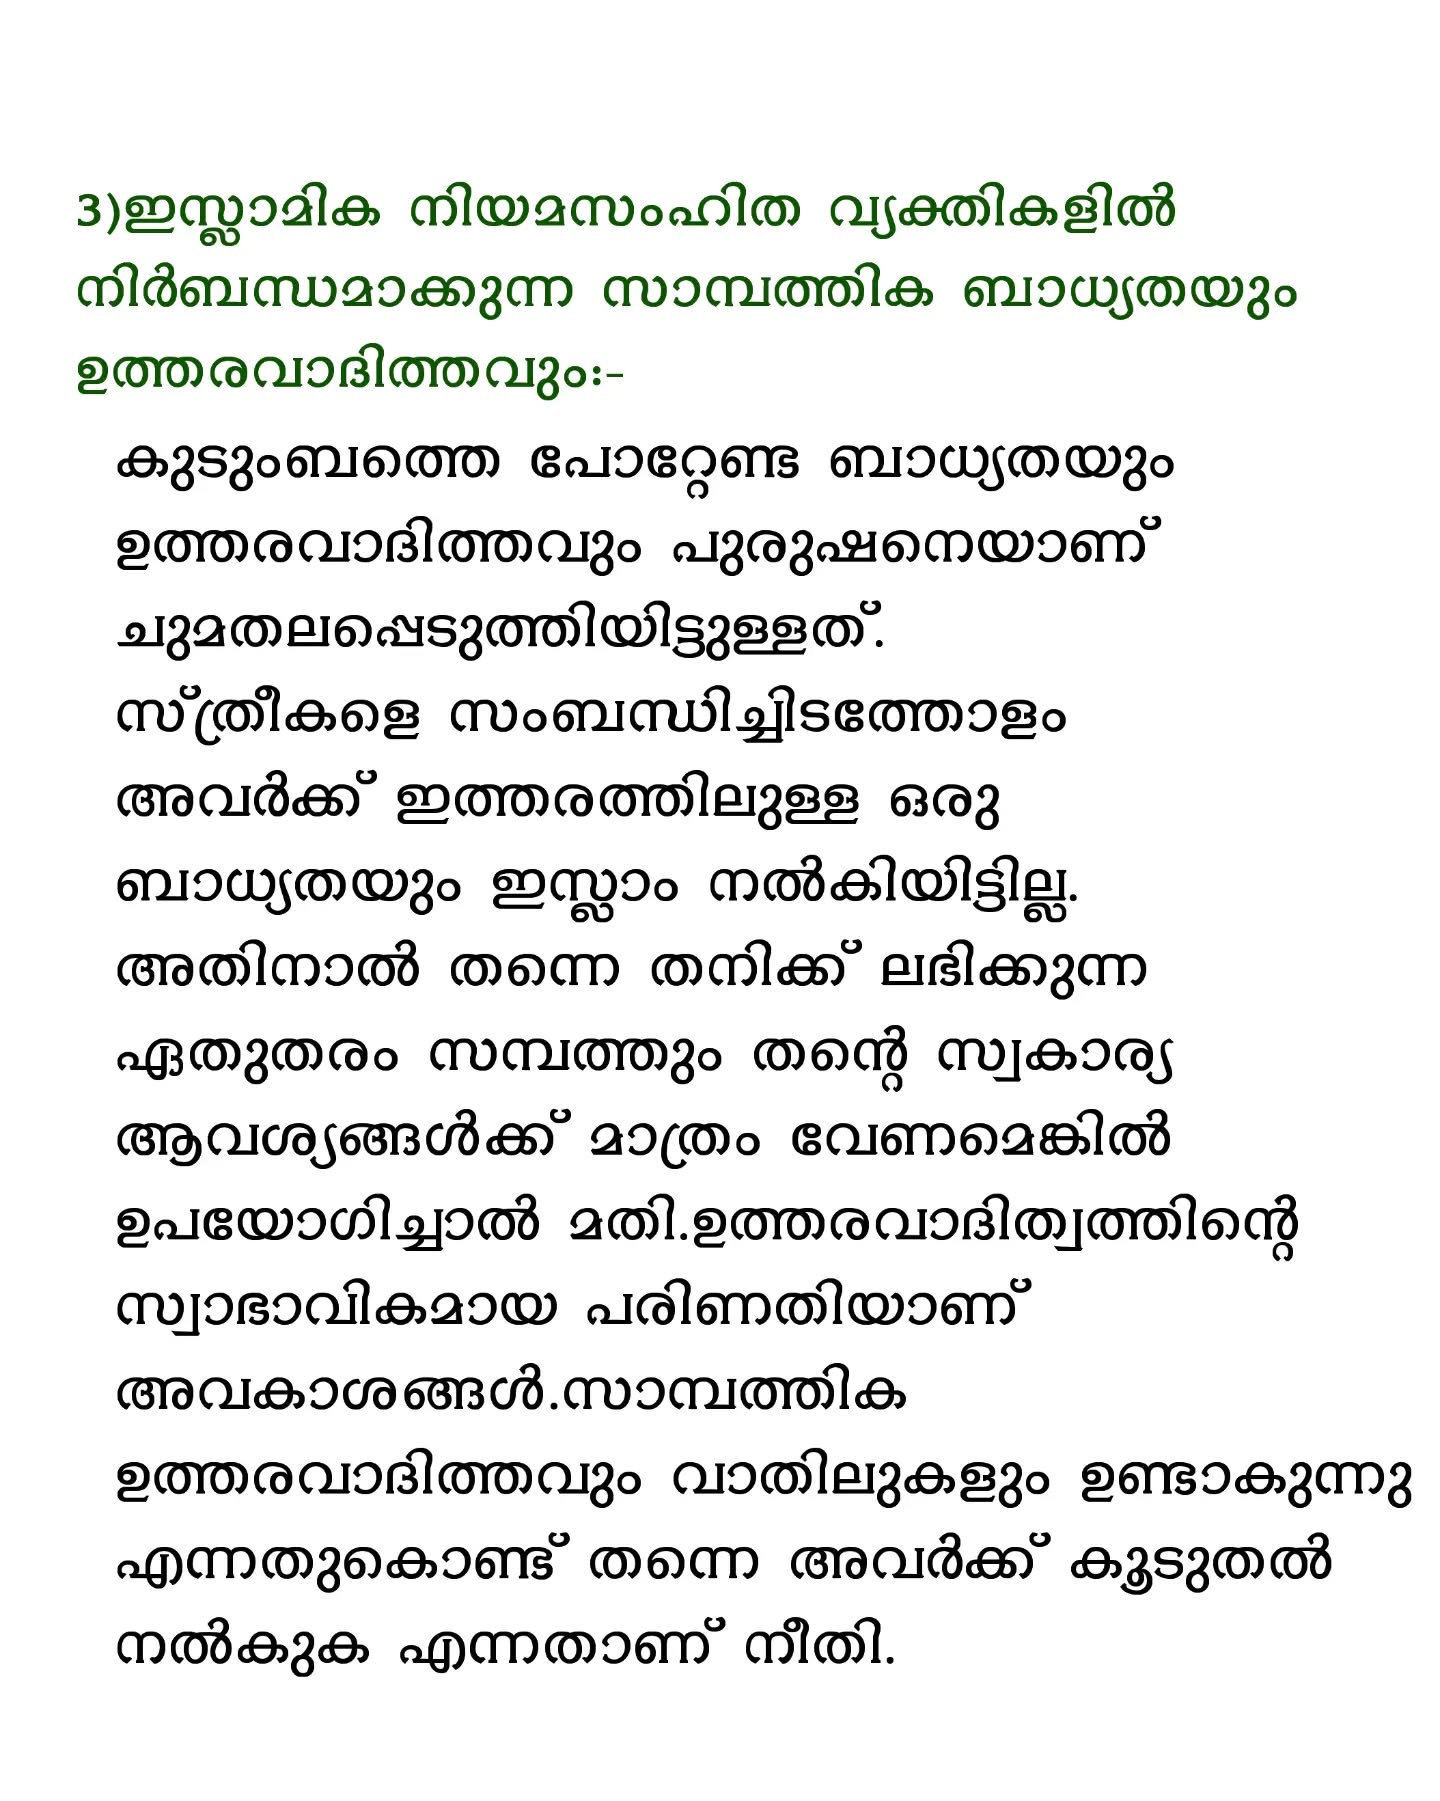 3)ഇസ്ലാമിക നിയമസംഹിത വ്യക്തികളിൽ
നിർബന്ധമാക്കുന്ന സാമ്പത്തിക ബാധ്യതയും
ഉത്തരവാദിത്തവും:-
കുടുംബത്തെ പോറ്റേണ്ട ബാധ്യതയും
ഉത്തരവാദിത്തവും പുരുഷനെയാണ്
ചുമതലപ്പെടുത്തിയിട്ടുള്ളത്.
സ്ത്രീകളെ സംബന്ധിച്ചിടത്തോളം
അവർക്ക് ഇത്തരത്തിലുള്ള ഒരു
ബാധ്യതയും ഇസ്ലാം നൽകിയിട്ടില്ല.
അതിനാൽ തന്നെ തനിക്ക് ലഭിക്കുന്ന
ഏതുതരം സമ്പത്തും തന്റെ സ്വകാര്യ
ആവശ്യങ്ങൾക്ക് മാത്രം വേണമെങ്കിൽ
ഉപയോഗിച്ചാൽ മതി.ഉത്തരവാദിത്വത്തിന്റെ
സ്വാഭാവികമായ പരിണതിയാണ്
അവകാശങ്ങൾ.സാമ്പത്തിക
ഉത്തരവാദിത്തവും വാതിലുകളും ഉണ്ടാകുന്നു
എന്നതുകൊണ്ട് തന്നെ അവർക്ക് കൂടുതൽ
നൽകുക എന്നതാണ് നീതി.